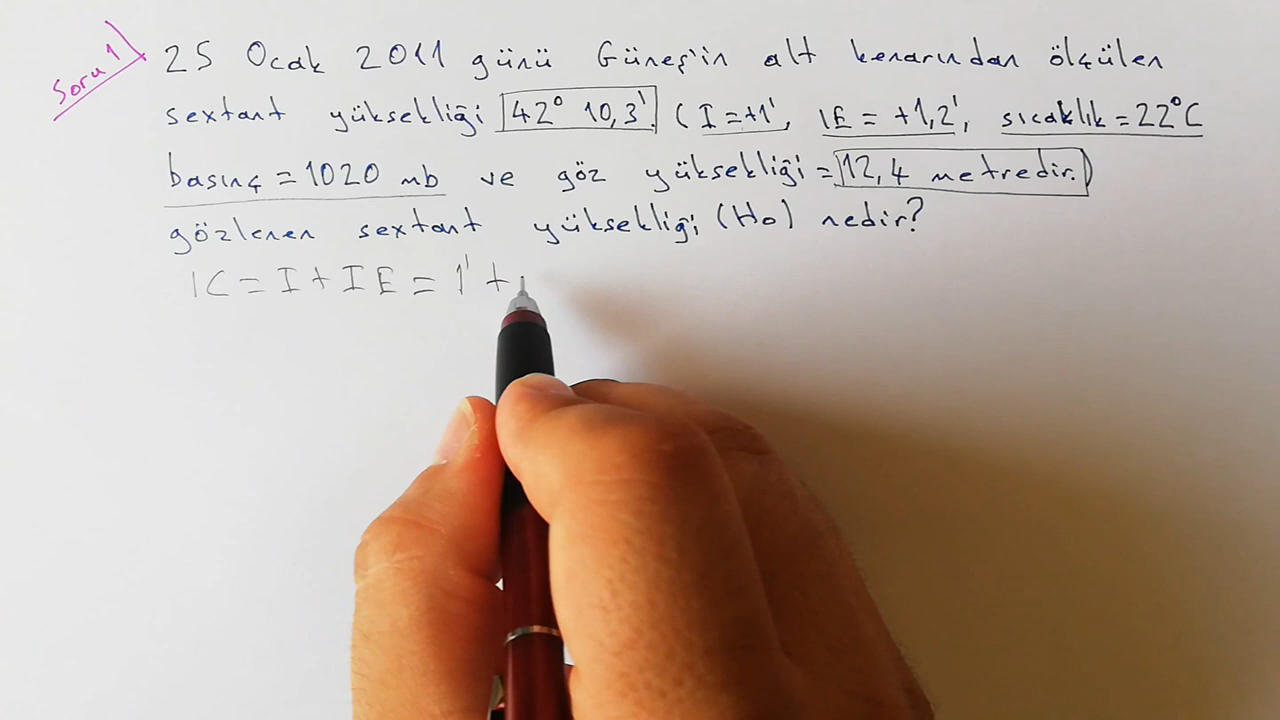 Soru 1
25 Ocak 2011 günü Güneş'in alt kenarından ölçülen
sextant yüksekliği 42° 10,3' (I=+1', IE = +1,2', sıcaklık = 22°C
basınç = 1020 mb ve göz yüksekliği = 12,4 metredir.)
gözlenen sextant yüksekliği (Ho) nedir?
IC = I + IE = 1' +